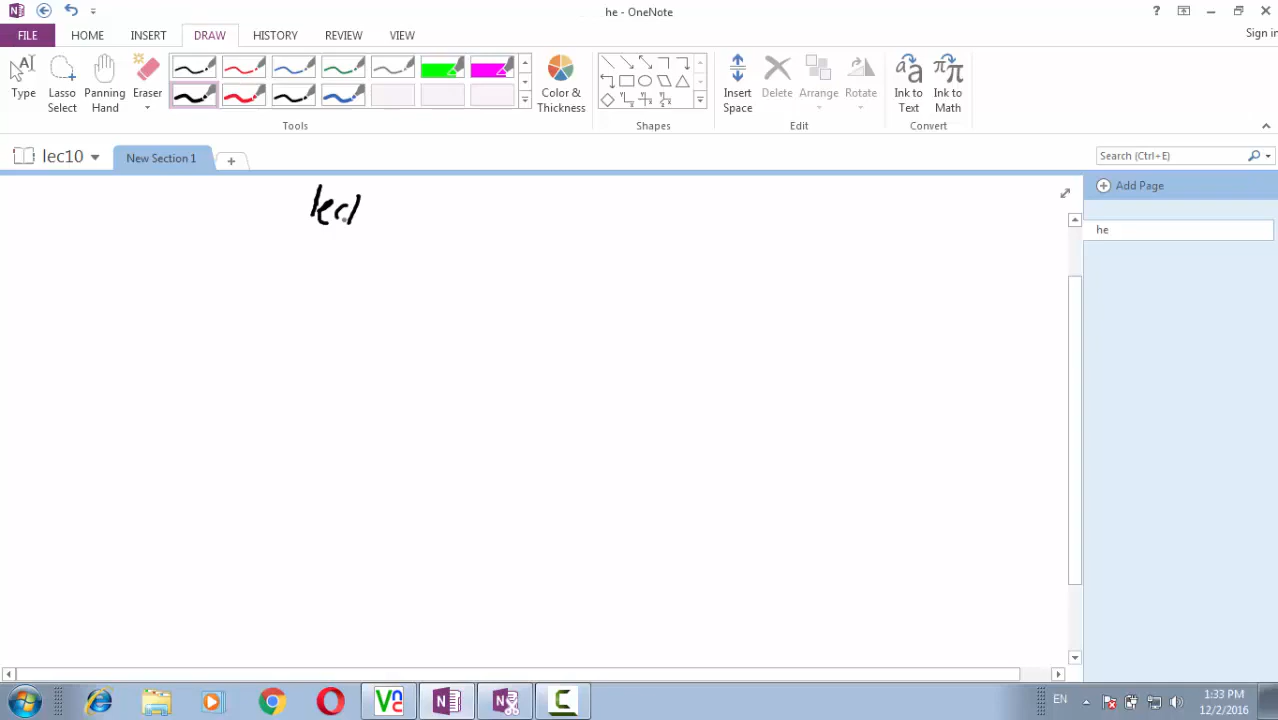 he - OneNote
? Sign in
FILE HOME INSERT DRAW HISTORY REVIEW VIEW
Type Lasso Select Panning Hand Eraser Color & Thickness Insert Space Delete Arrange Rotate Ink to Text Ink to Math
Tools Shapes Edit Convert
lec10 New Section 1 Search (Ctrl+E)
Add Page
he
EN 1:33 PM
12/2/2016